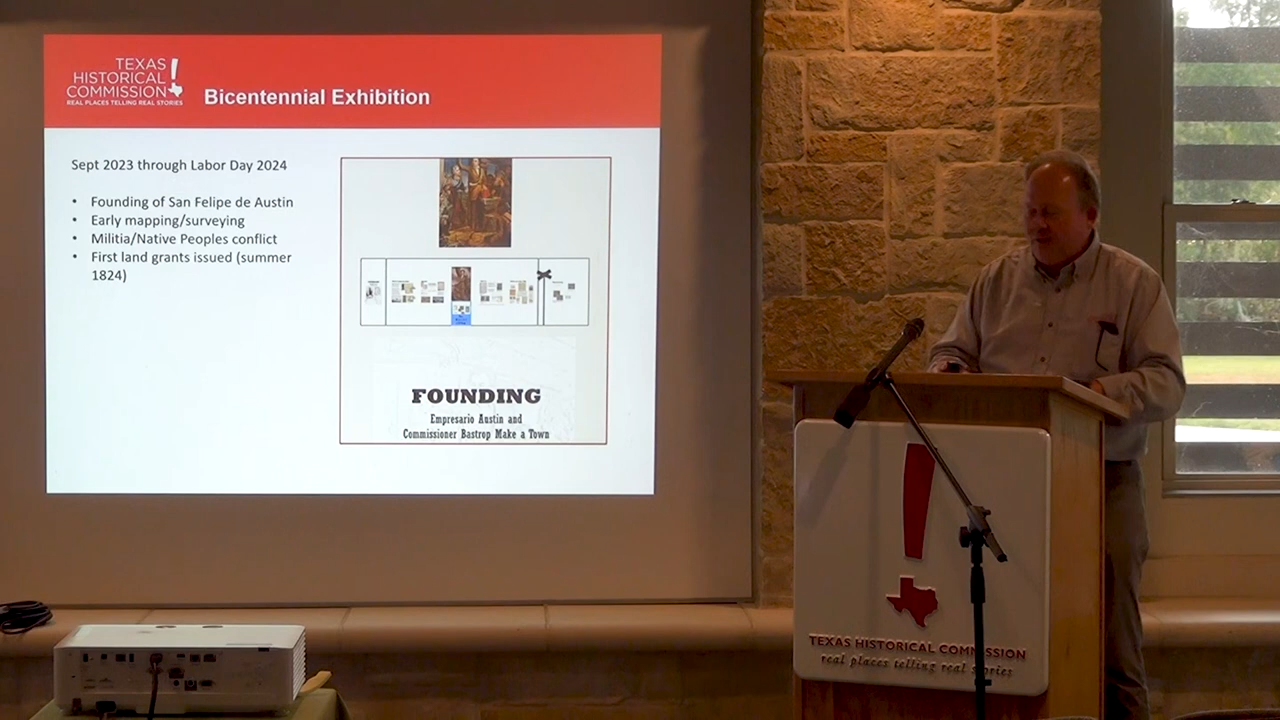 TEXAS
HISTORICAL
COMMISSION
REAL PLACES TELLING REAL STORIES
Bicentennial Exhibition
Sept 2023 through Labor Day 2024
• Founding of San Felipe de Austin
• Early mapping/surveying
• Militia/Native Peoples conflict
• First land grants issued (summer
1824)
FOUNDING
Empresario Austin and
Commissioner Bastrop Make a Town
TEXAS HISTORICAL COMMISSION
real places telling real stories